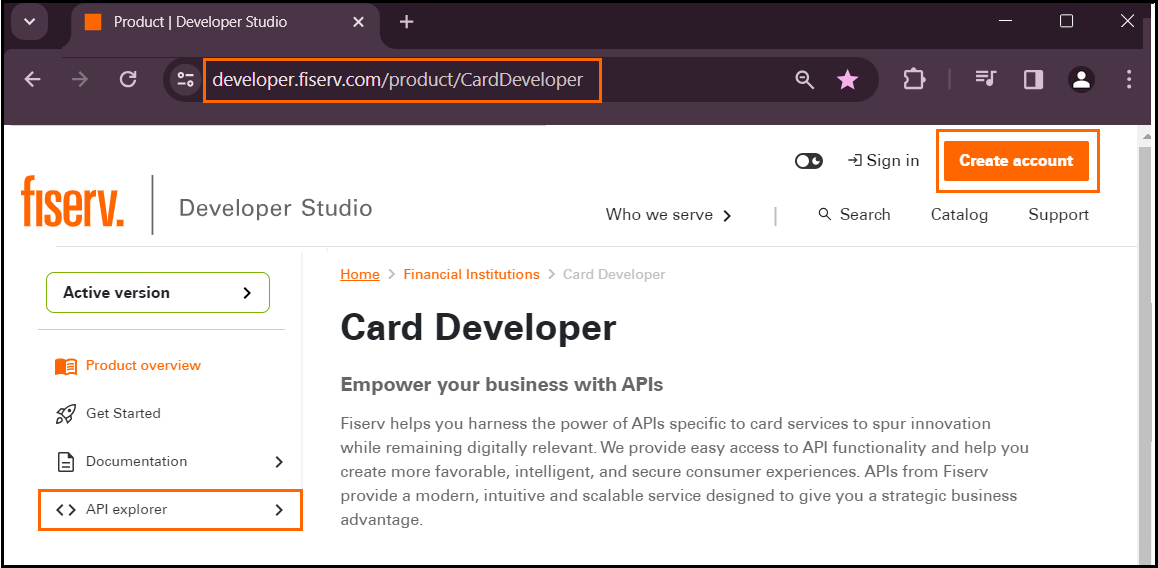 Product | Developer Studio
developer.fiserv.com/product/CardDeveloper
Sign in
Create account
fiserv.
Developer Studio
Who we serve
Search
Catalog
Support
Active version
Product overview
Get Started
Documentation
API explorer
Home > Financial Institutions > Card Developer
Card Developer
Empower your business with APIs
Fiserv helps you harness the power of APIs specific to card services to spur innovation
while remaining digitally relevant. We provide easy access to API functionality and help you
create more favorable, intelligent, and secure consumer experiences. APIs from Fiserv
provide a modern, intuitive and scalable service designed to give you a strategic business
advantage.